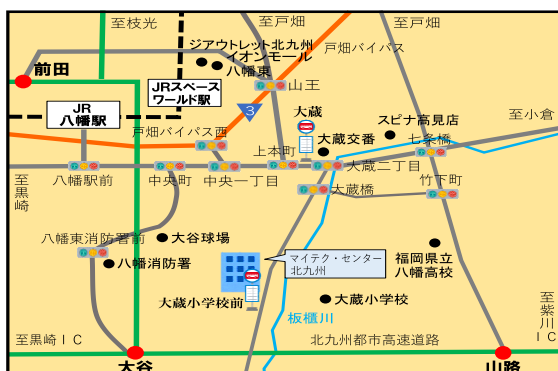 至枝光
至戸畑
至戸畑
ジアウトレット北九州
イオンモール
八幡東
戸畑バイパス
前田
JRスペース
ワールド駅
山王
JR
八幡駅
3
大蔵
スピナ高見店
至小倉
戸畑バイパス西
大蔵交番
七条橋
上本町
大蔵二丁目
至黒崎
八幡駅前
中央町
中央一丁目
大蔵橋
竹下町
八幡東消防署前
大谷球場
八幡消防署
マイテク・センター
北九州
福岡県立
八幡高校
大蔵小学校前
大蔵小学校
板櫃川
至紫川IC
至黒崎IC
北九州都市高速道路
大谷
山路